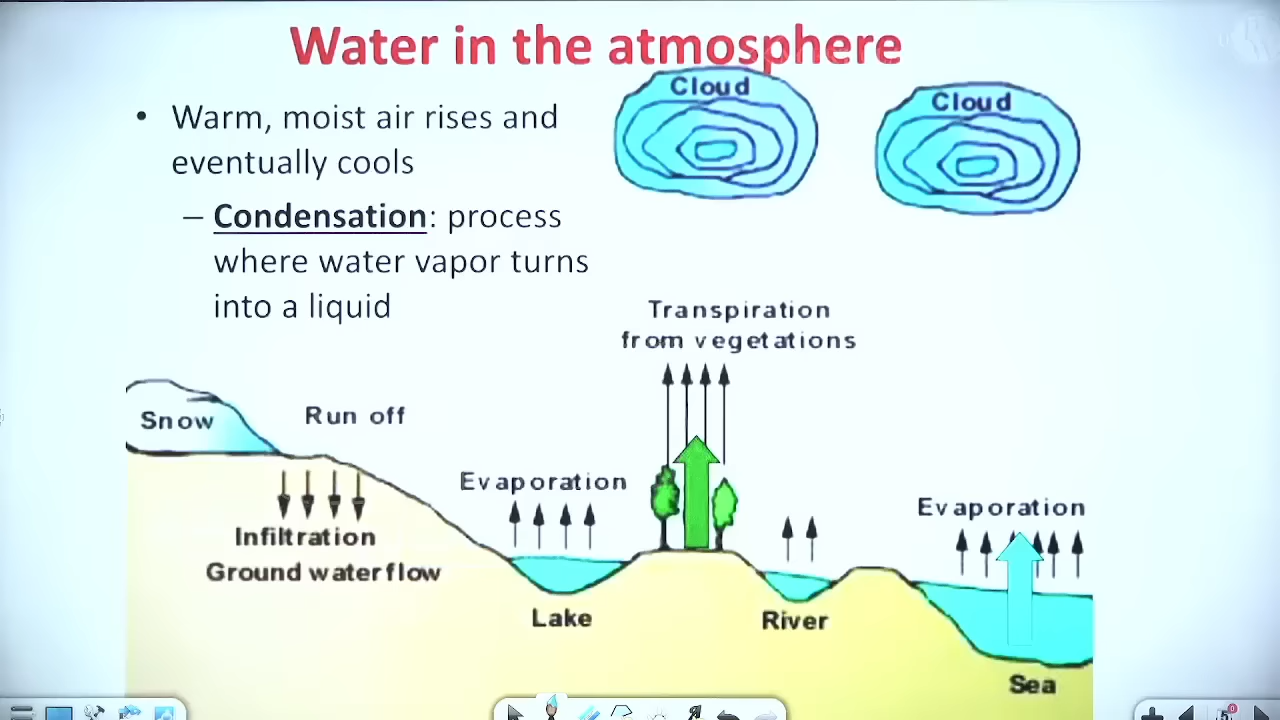 Water in the atmosphere
• Warm, moist air rises and
eventually cools
– Condensation: process
where water vapor turns
into a liquid
Cloud
Cloud
Transpiration
from vegetations
Snow
Run off
Evaporation
Evaporation
Infiltration
Ground water flow
Lake
River
Sea